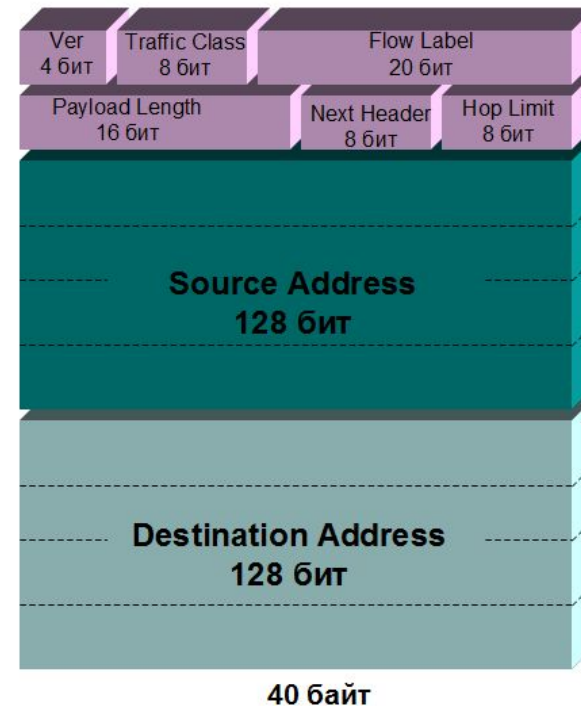 Ver
4 бит
Traffic Class
8 бит
Flow Label
20 бит
Payload Length
16 бит
Next Header
8 бит
Hop Limit
8 бит
Source Address
128 бит
Destination Address
128 бит
40 байт